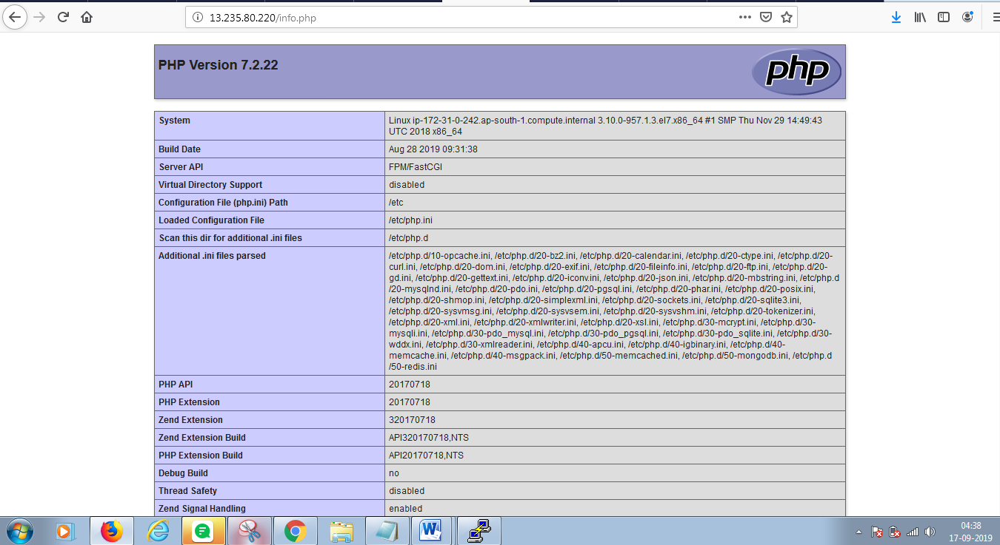 13.235.80.220/info.php
PHP Version 7.2.22
php
System
Linux ip-172-31-0-242.ap-south-1.compute.internal 3.10.0-957.1.3.el7.x86_64 #1 SMP Thu Nov 29 14:49:43
UTC 2018 x86_64
Build Date
Aug 28 2019 09:31:38
Server API
FPM/FastCGI
Virtual Directory Support
disabled
Configuration File (php.ini) Path
/etc
Loaded Configuration File
/etc/php.ini
Scan this dir for additional .ini files
/etc/php.d
Additional .ini files parsed
/etc/php.d/10-opcache.ini, /etc/php.d/20-bz2.ini, /etc/php.d/20-calendar.ini, /etc/php.d/20-ctype.ini, /etc/php.d/20-
curl.ini, /etc/php.d/20-dom.ini, /etc/php.d/20-exif.ini, /etc/php.d/20-fileinfo.ini, /etc/php.d/20-ftp.ini, /etc/php.d/20-
gd.ini, /etc/php.d/20-gettext.ini, /etc/php.d/20-iconv.ini, /etc/php.d/20-json.ini, /etc/php.d/20-mbstring.ini, /etc/php.d
/20-mysqlnd.ini, /etc/php.d/20-pdo.ini, /etc/php.d/20-pgsql.ini, /etc/php.d/20-phar.ini, /etc/php.d/20-posix.ini,
/etc/php.d/20-shmop.ini, /etc/php.d/20-simplexml.ini, /etc/php.d/20-sockets.ini, /etc/php.d/20-sqlite3.ini,
/etc/php.d/20-sysvmsg.ini, /etc/php.d/20-sysvsem.ini, /etc/php.d/20-sysvshm.ini, /etc/php.d/20-tokenizer.ini,
/etc/php.d/20-xml.ini, /etc/php.d/20-xmlwriter.ini, /etc/php.d/20-xsl.ini, /etc/php.d/30-mcrypt.ini, /etc/php.d/30-
mysqli.ini, /etc/php.d/30-pdo_mysql.ini, /etc/php.d/30-pdo_pgsql.ini, /etc/php.d/30-pdo_sqlite.ini, /etc/php.d/30-
wddx.ini, /etc/php.d/30-xmlreader.ini, /etc/php.d/40-apcu.ini, /etc/php.d/40-igbinary.ini, /etc/php.d/40-
memcache.ini, /etc/php.d/40-msgpack.ini, /etc/php.d/50-memcached.ini, /etc/php.d/50-mongodb.ini, /etc/php.d
/50-redis.ini
PHP API
20170718
PHP Extension
20170718
Zend Extension
320170718
Zend Extension Build
API320170718,NTS
PHP Extension Build
API20170718,NTS
Debug Build
no
Thread Safety
disabled
Zend Signal Handling
enabled
04:38
17-09-2019